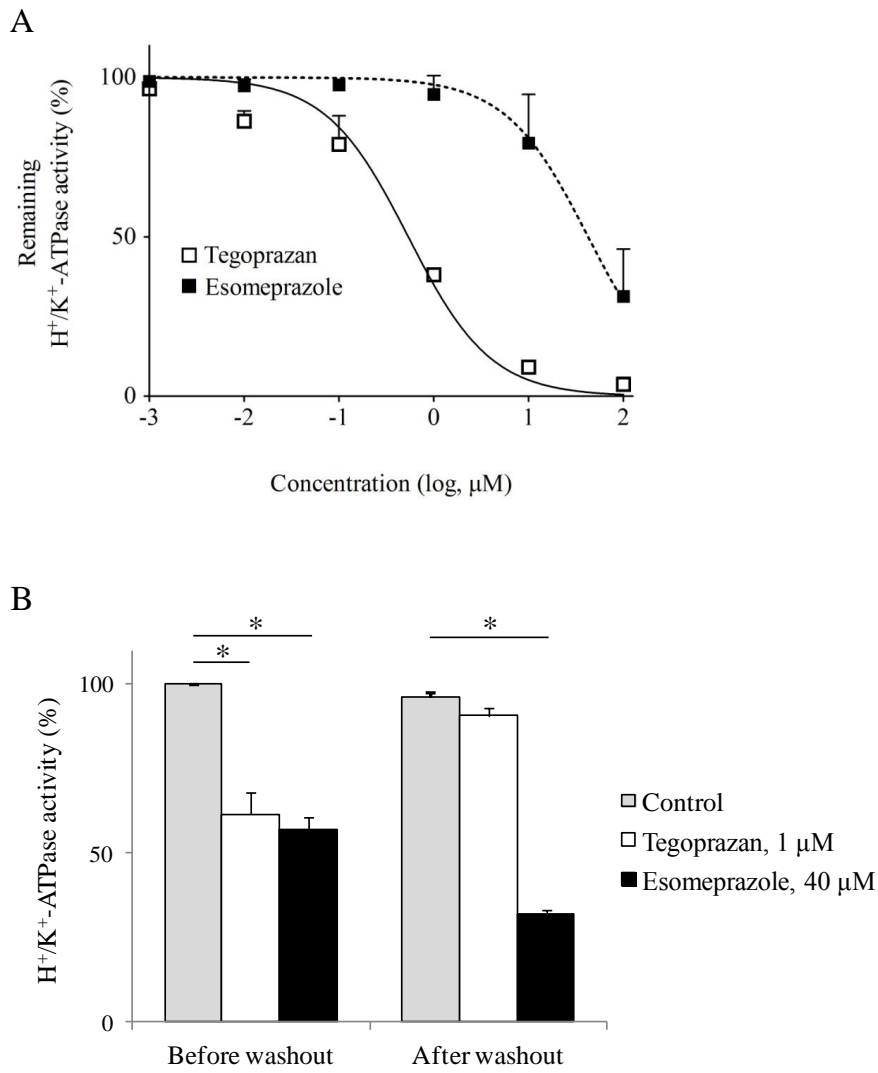 A
Remaining
H⁺/K⁺-ATPase activity (%)
100
50
0
Tegoprazan
Esomeprazole
-3 -2 -1 0 1 2
Concentration (log, μM)
B
H⁺/K⁺-ATPase activity (%)
* *
*
100
50
0
Control
Tegoprazan, 1 μM
Esomeprazole, 40 μM
Before washout After washout